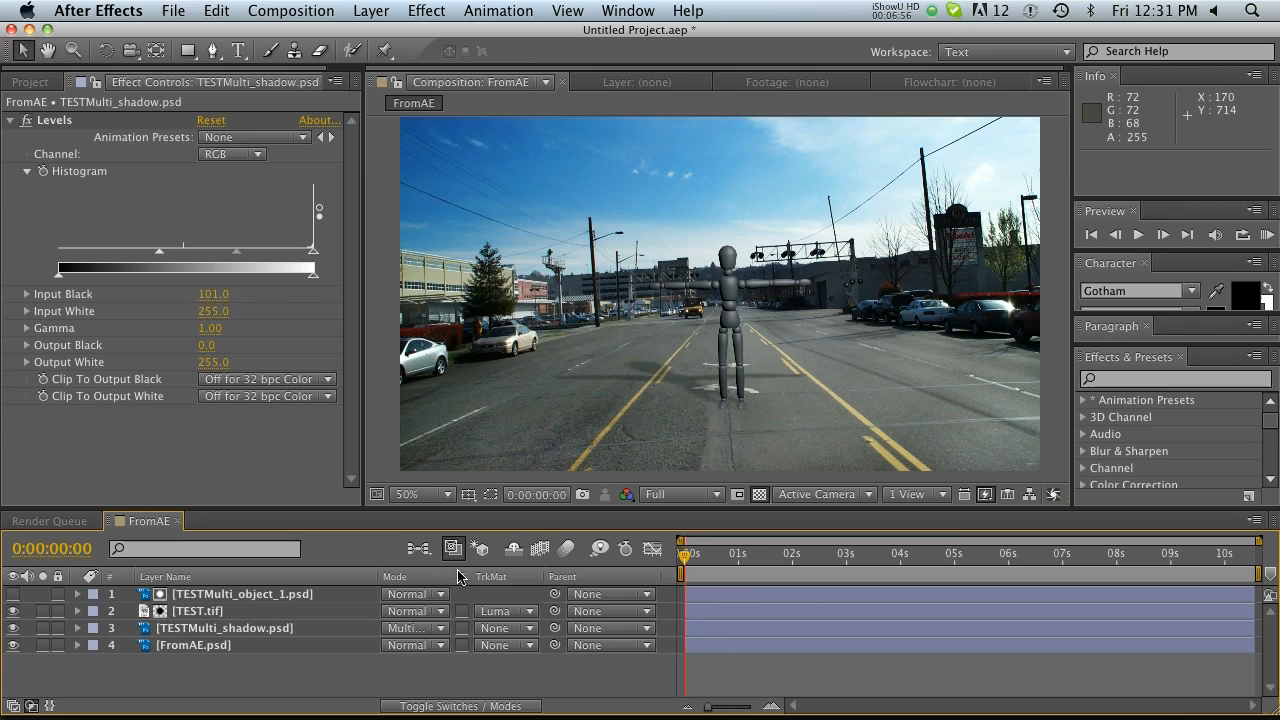 After Effects File Edit Composition Layer Effect Animation View Window Help iShowU HD 00:06:56 12 Fri 12:31 PM
Untitled Project.aep *
Workspace: Text Search Help
Project Effect Controls: TESTMulti_shadow.psd Composition: FromAE Layer: (none) Footage: (none) Flowchart: (none) Info
FromAE • TESTMulti_shadow.psd FromAE
R : 72 X : 170
G : 72 Y : 714
B : 68
A : 255
fx Levels Reset About...
Animation Presets: None
Channel: RGB
Histogram
Preview
Character
Gotham
Paragraph
Effects & Presets
Input Black 101.0
Input White 255.0
Gamma 1.00
Output Black 0.0
Output White 255.0
Clip To Output Black Off for 32 bpc Color
Clip To Output White Off for 32 bpc Color
* Animation Presets
3D Channel
Audio
Blur & Sharpen
Channel
Color Correction
50% 0:00:00:00 Full Active Camera 1 View
Render Queue FromAE
0:00:00:00 00s 01s 02s 03s 04s 05s 06s 07s 08s 09s 10s
# Layer Name Mode TrkMat Parent
1 [TESTMulti_object_1.psd] Normal None
2 [TEST.tif] Normal Luma None
3 [TESTMulti_shadow.psd] Multi... None None
4 [FromAE.psd] Normal None None
Toggle Switches / Modes